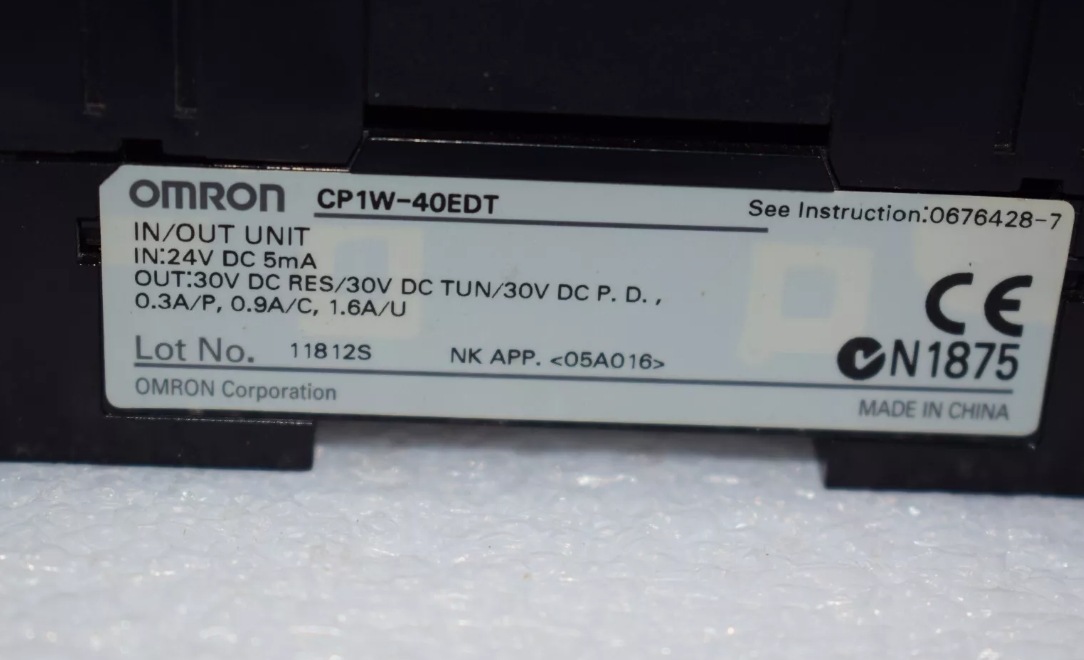 OMRON CP1W-40EDT See Instruction:0676428-7
IN/OUT UNIT
IN:24V DC 5mA
OUT:30V DC RES/30V DC TUN/30V DC P. D. ,
0.3A/P, 0.9A/C, 1.6A/U
CE
Lot No. 11812S NK APP. <05A016> N1875
OMRON Corporation MADE IN CHINA